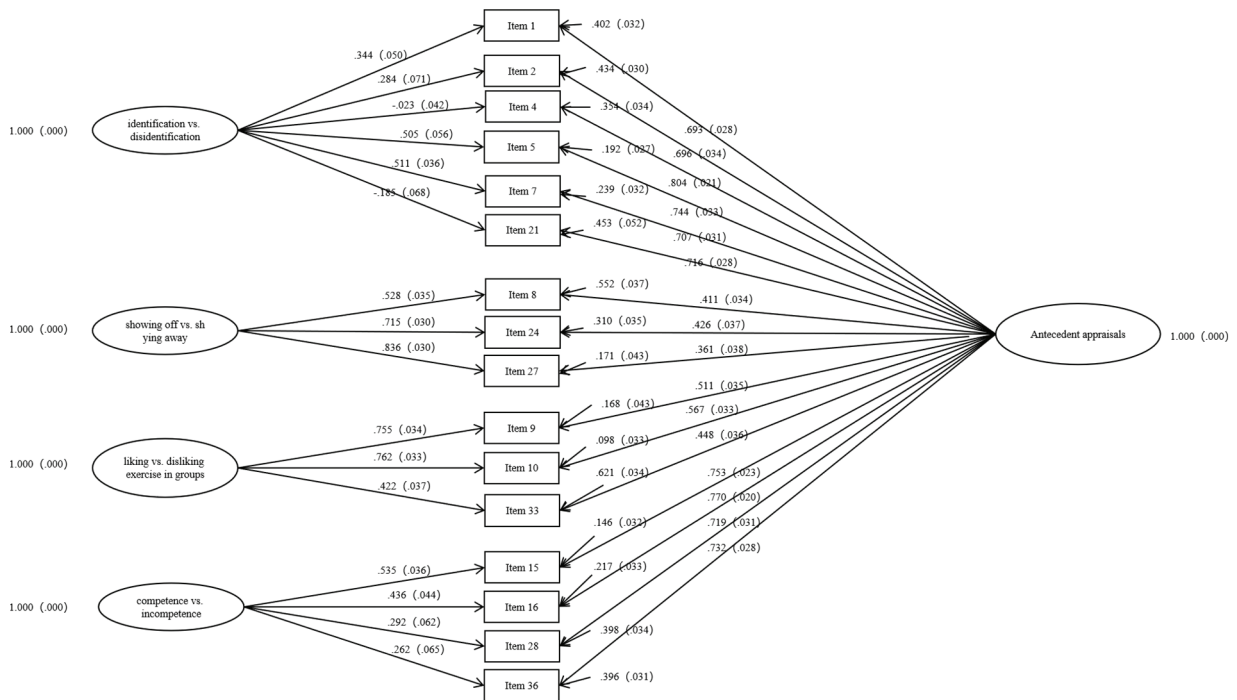 Item 1
.402 (.032)
.344 (.050)
Item 2
.434 (.030)
.284 (.071)
Item 4
.354 (.034)
-.023 (.042)
identification vs.
disidentification
1.000 (.000)
.693 (.028)
.505 (.056)
Item 5
.192 (.027)
.696 (.034)
.511 (.036)
Item 7
.239 (.032)
.804 (.021)
-.185 (.068)
.744 (.033)
Item 21
.453 (.052)
.707 (.031)
.716 (.028)
.528 (.035)
Item 8
.552 (.037)
.411 (.034)
showing off vs. sh
ying away
1.000 (.000)
.715 (.030)
Item 24
.310 (.035)
.426 (.037)
Antecedent appraisals
1.000 (.000)
.836 (.030)
Item 27
.171 (.043)
.361 (.038)
.511 (.035)
.755 (.034)
Item 9
.168 (.043)
.567 (.033)
liking vs. disliking
exercise in groups
1.000 (.000)
.762 (.033)
Item 10
.098 (.033)
.448 (.036)
.422 (.037)
Item 33
.621 (.034)
.753 (.023)
.770 (.020)
.146 (.032)
.719 (.031)
.732 (.028)
.535 (.036)
Item 15
competence vs.
incompetence
1.000 (.000)
.436 (.044)
Item 16
.217 (.033)
.292 (.062)
Item 28
.398 (.034)
.262 (.065)
Item 36
.396 (.031)